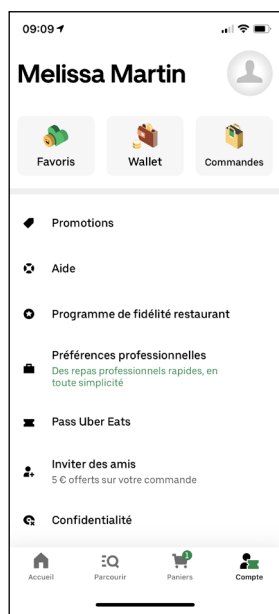 09:09
Melissa Martin
Favoris
Wallet
Commandes
Promotions
Aide
Programme de fidélité restaurant
Préférences professionnelles
Des repas professionnels rapides, en
toute simplicité
Pass Uber Eats
Inviter des amis
5 € offerts sur votre commande
Confidentialité
1
Accueil
Parcourir
Paniers
Compte